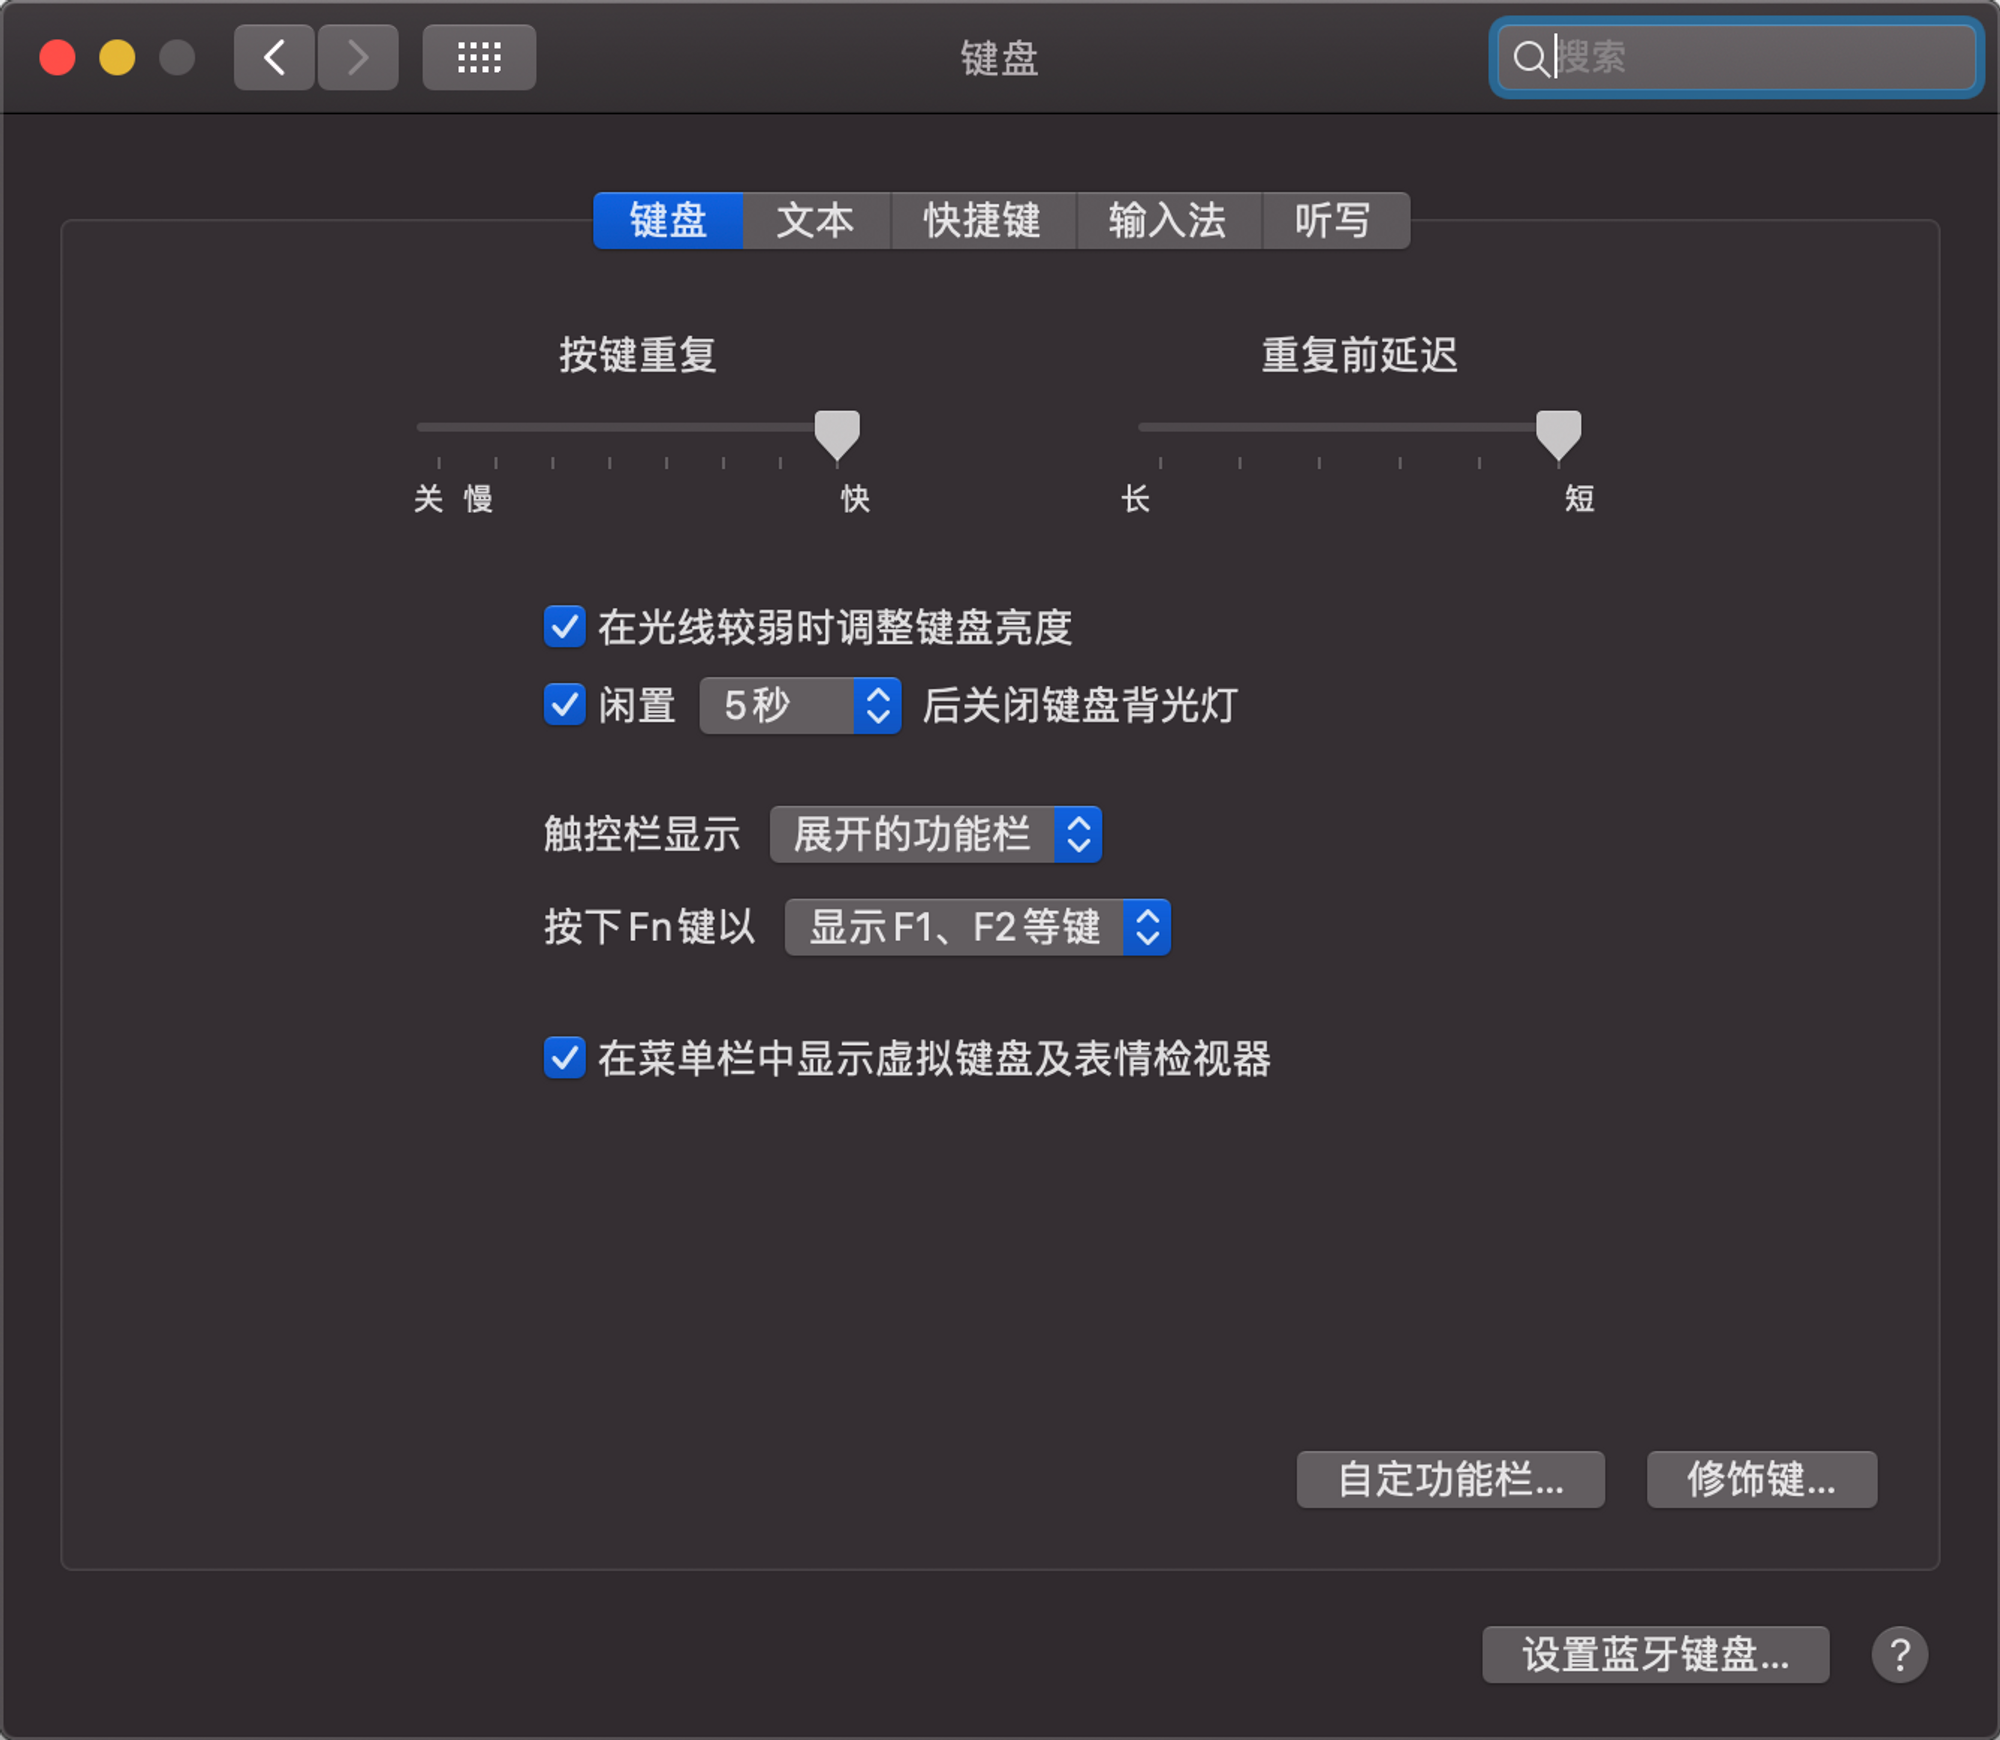 键盘
搜索
键盘 文本 快捷键 输入法 听写
按键重复 重复前延迟
关 慢 快 长 短
在光线较弱时调整键盘亮度
闲置 5秒 后关闭键盘背光灯
触控栏显示 展开的功能栏
按下Fn键以 显示F1、F2等键
在菜单栏中显示虚拟键盘及表情检视器
自定功能栏... 修饰键...
设置蓝牙键盘... ?